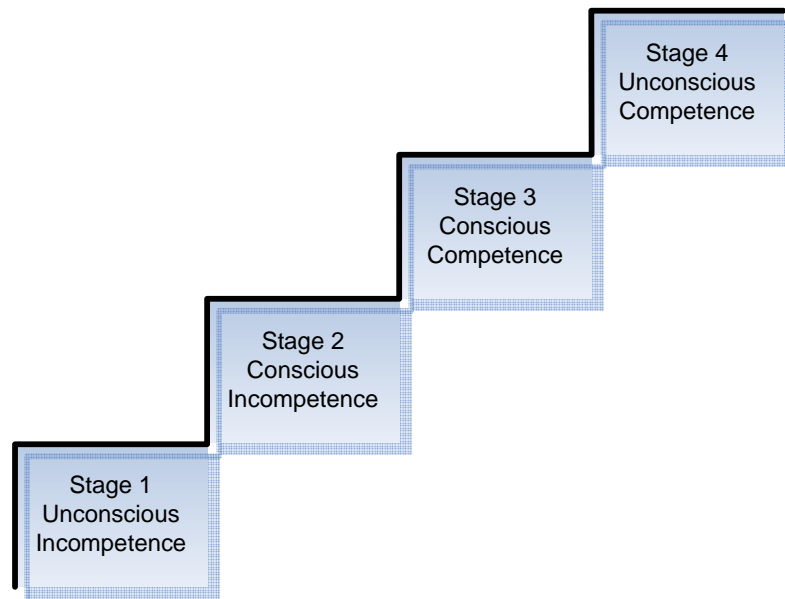 Stage 4
Unconscious
Competence
Stage 3
Conscious
Competence
Stage 2
Conscious
Incompetence
Stage 1
Unconscious
Incompetence